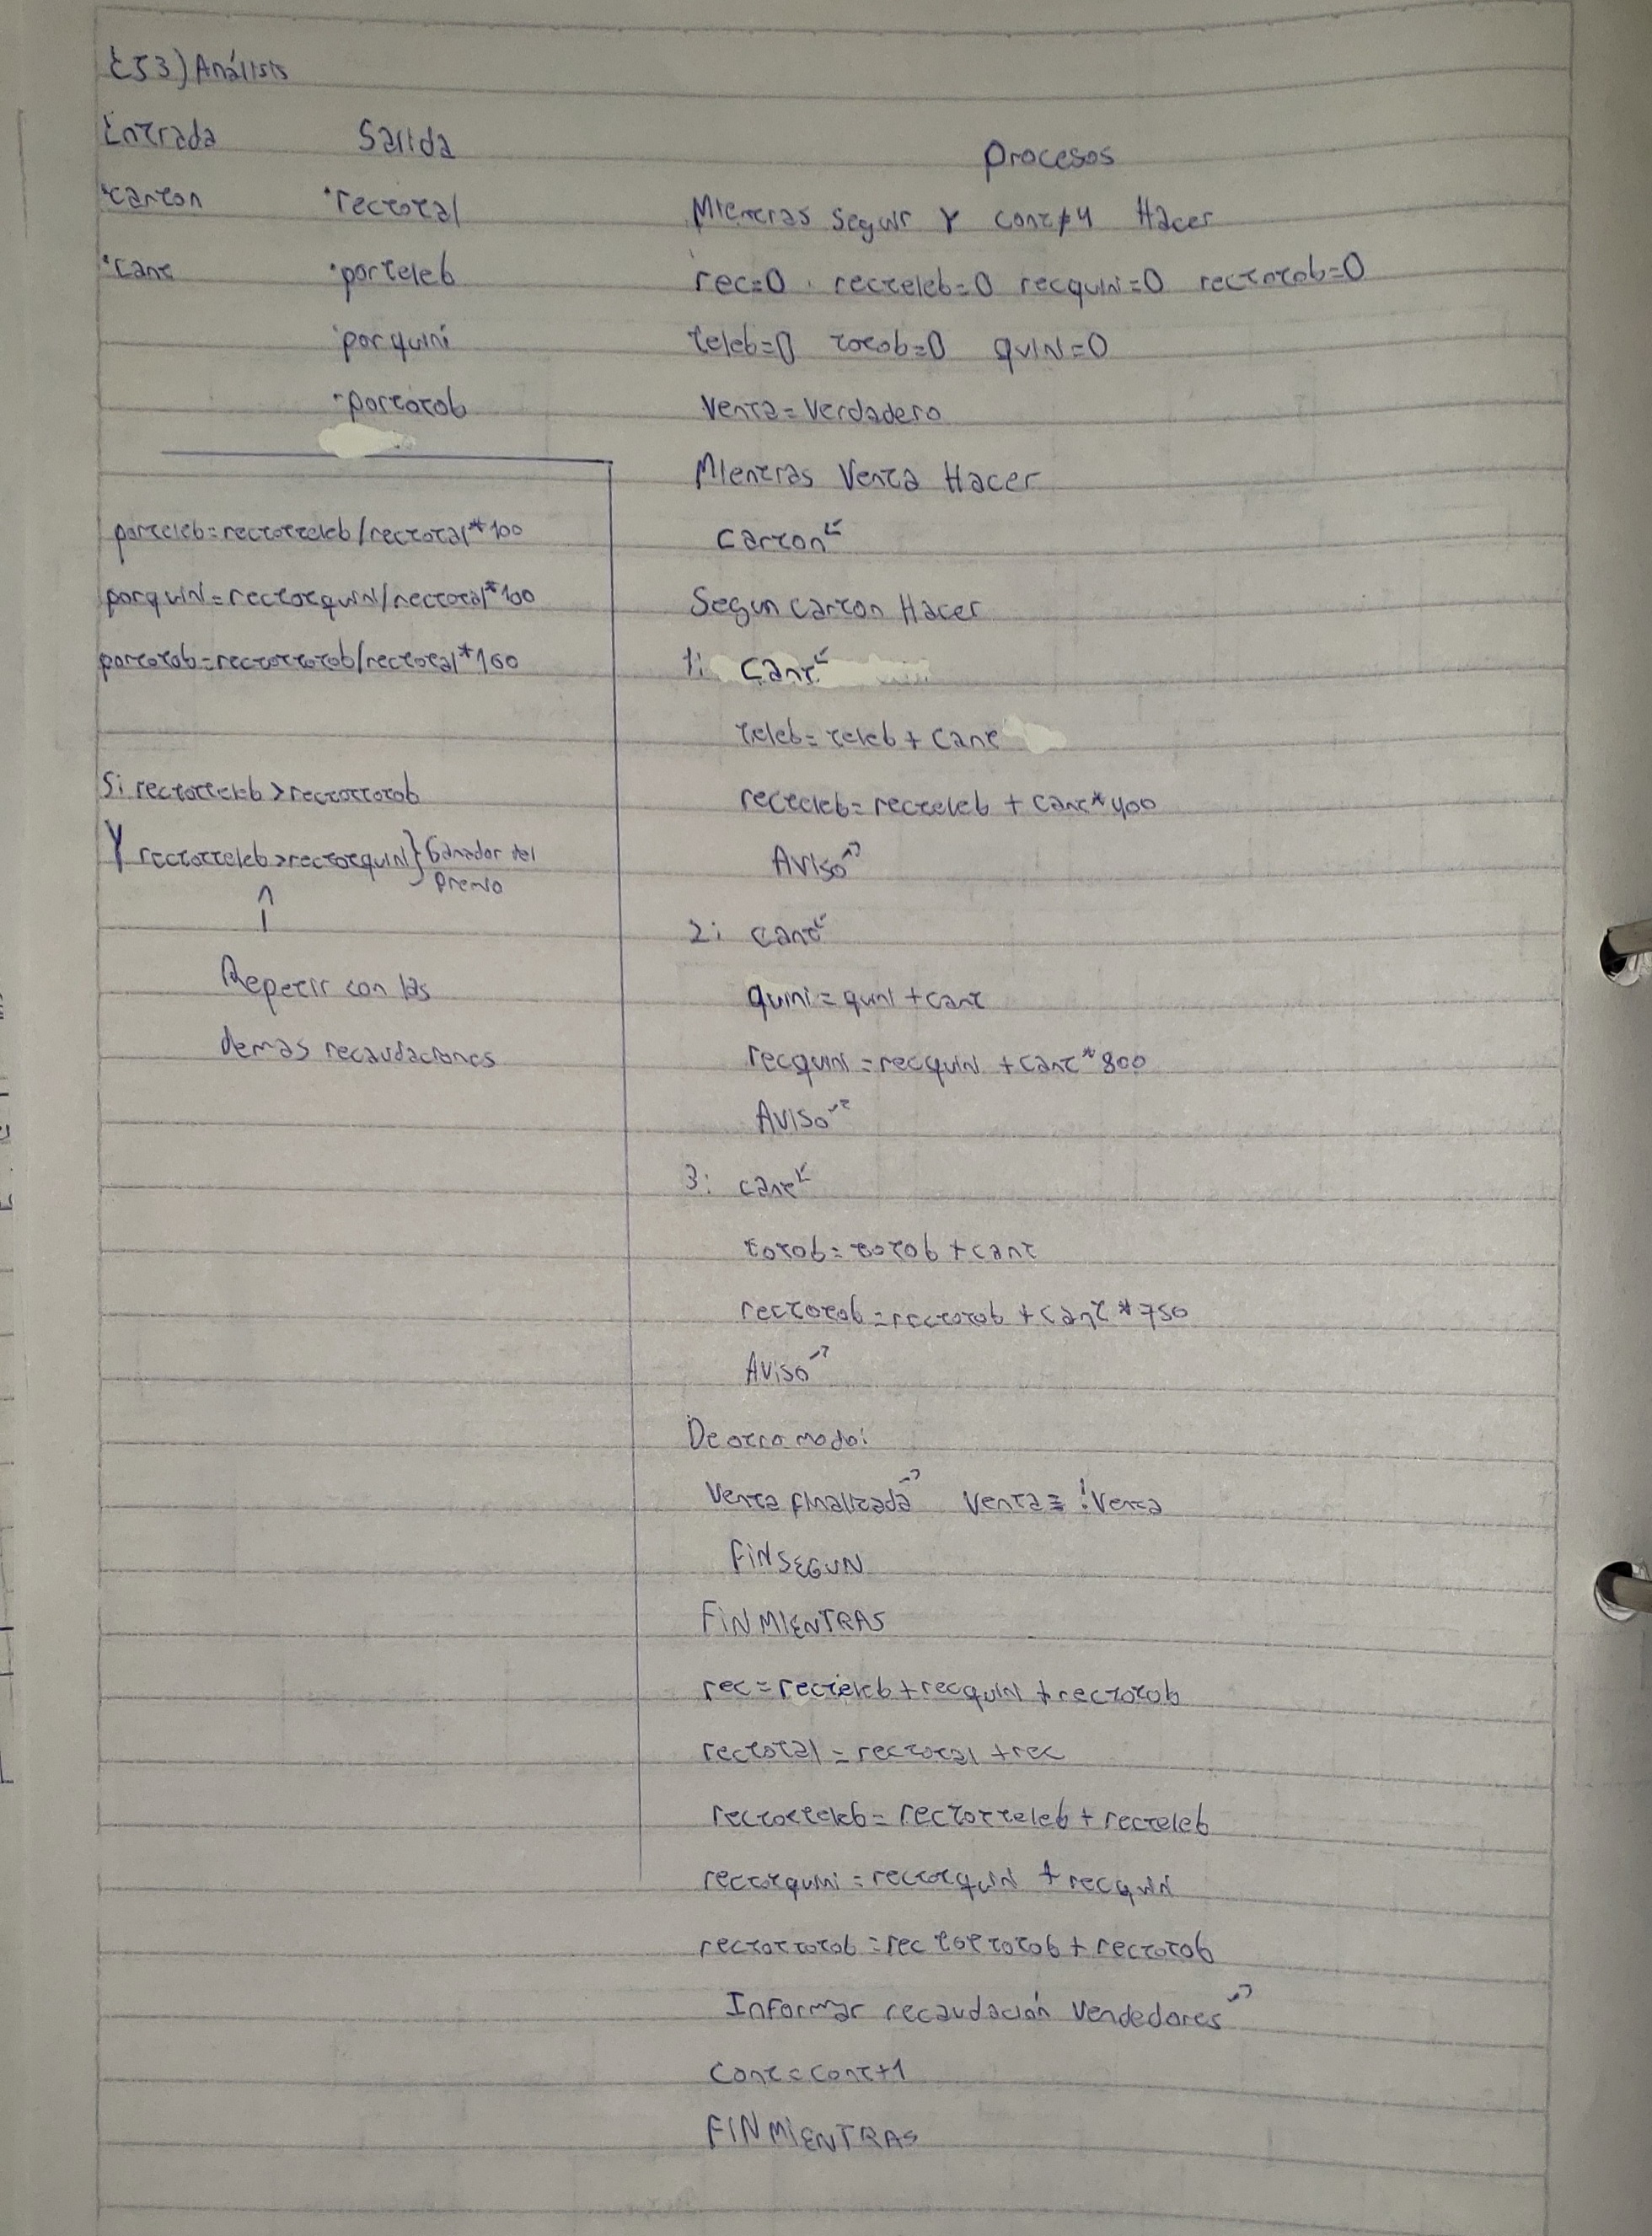 EJ3) Análisis
Entrada Salida Procesos
•carton •rectotal
•cant •porteleb
•porquini
•portotob
porteleb=rectotteleb/rectotal*100
porquini=rectotquini/rectotal*100
portotob=rectottotob/rectotal*100
Si rectotteleb>rectottotob
Y rectotteleb>rectotquini} Ganador del
premio
Repetir con las
demas recaudaciones
Mientras Seguir Y cont≠4 Hacer
rec=0 recteleb=0 recquini=0 rectotob=0
teleb=0 totob=0 quini=0
Venta=Verdadero
Mientras Venta Hacer
Carton
Segun carton Hacer
1: Cant
teleb=teleb+Cant
recteleb=recteleb+Cant*400
Aviso
2: cant
quini=quini+cant
recquini=recquini+cant*800
Aviso
3: cant
totob=totob+cant
rectotob=rectotob+cant*750
Aviso
De otro modo:
Venta finalizada Venta=!Venta
FINSEGUN
FINMIENTRAS
rec=recteleb+recquini+rectotob
rectotal=rectotal+rec
rectotteleb=rectotteleb+recteleb
rectotquini=rectotquini+recquini
rectottotob=rectottotob+rectotob
Informar recaudación Vendedores
Cont=Cont+1
FINMIENTRAS